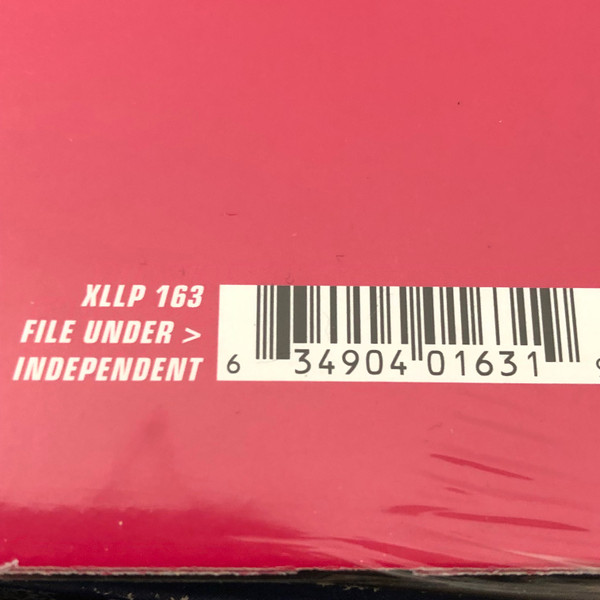 XLLP 163
FILE UNDER >
INDEPENDENT
6 34904 01631